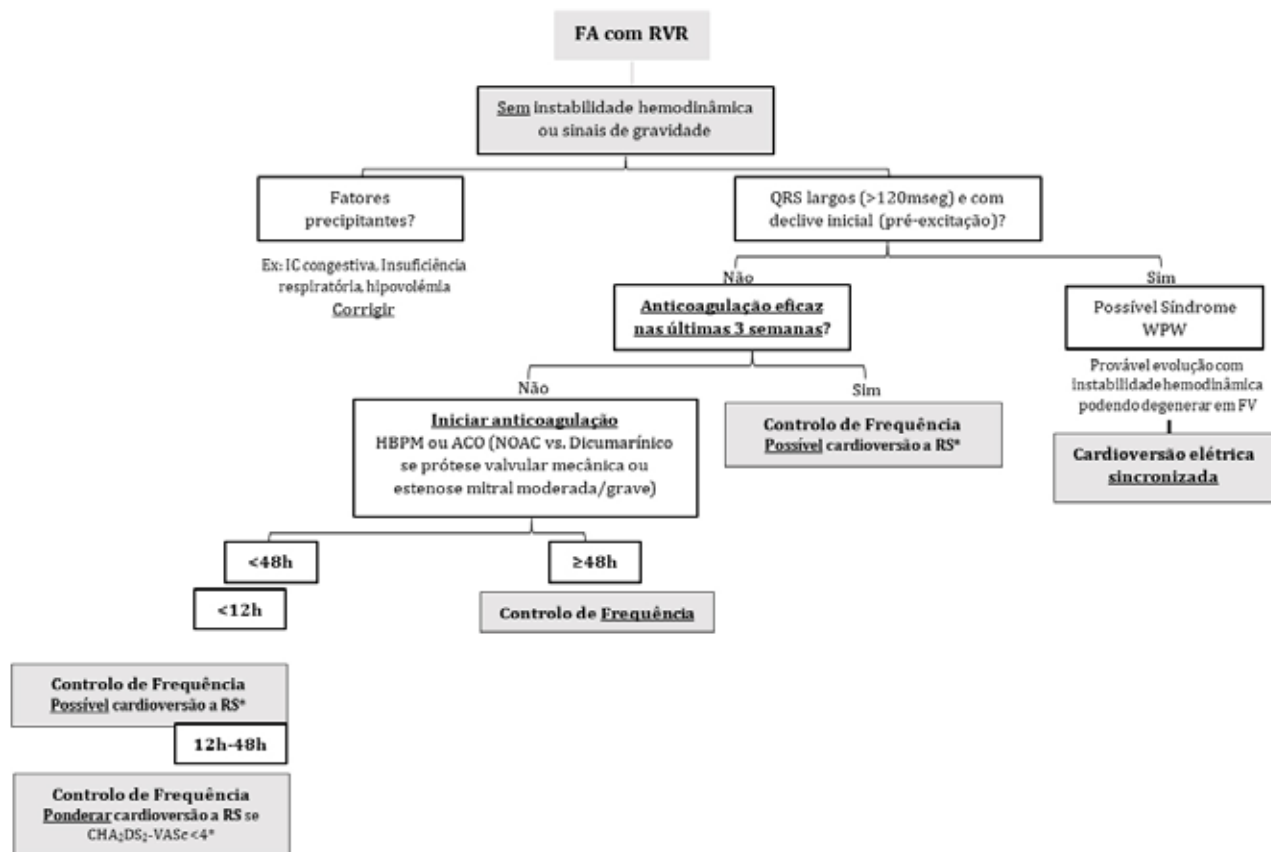 FA com RVR
Sem instabilidade hemodinâmica
ou sinais de gravidade
Fatores
precipitantes?
Ex: IC congestiva, Insuficiência
respiratória, hipovolémia
Corrigir
QRS largos (>120mseg) e com
declive inicial (pré-excitação)?
Não
Sim
Anticoagulação eficaz
nas últimas 3 semanas?
Possível Síndrome
WPW
Provável evolução com
instabilidade hemodinâmica
podendo degenerar em FV
Cardioversão elétrica
sincronizada
Não
Sim
Iniciar anticoagulação
HBPM ou ACO (NOAC vs. Dicumarínico
se prótese valvular mecânica ou
estenose mitral moderada/grave)
Controlo de Frequência
Possível cardioversão a RS*
<48h
≥48h
<12h
Controlo de Frequência
Controlo de Frequência
Possível cardioversão a RS*
12h-48h
Controlo de Frequência
Ponderar cardioversão a RS se
CHA₂DS₂-VASc <4*